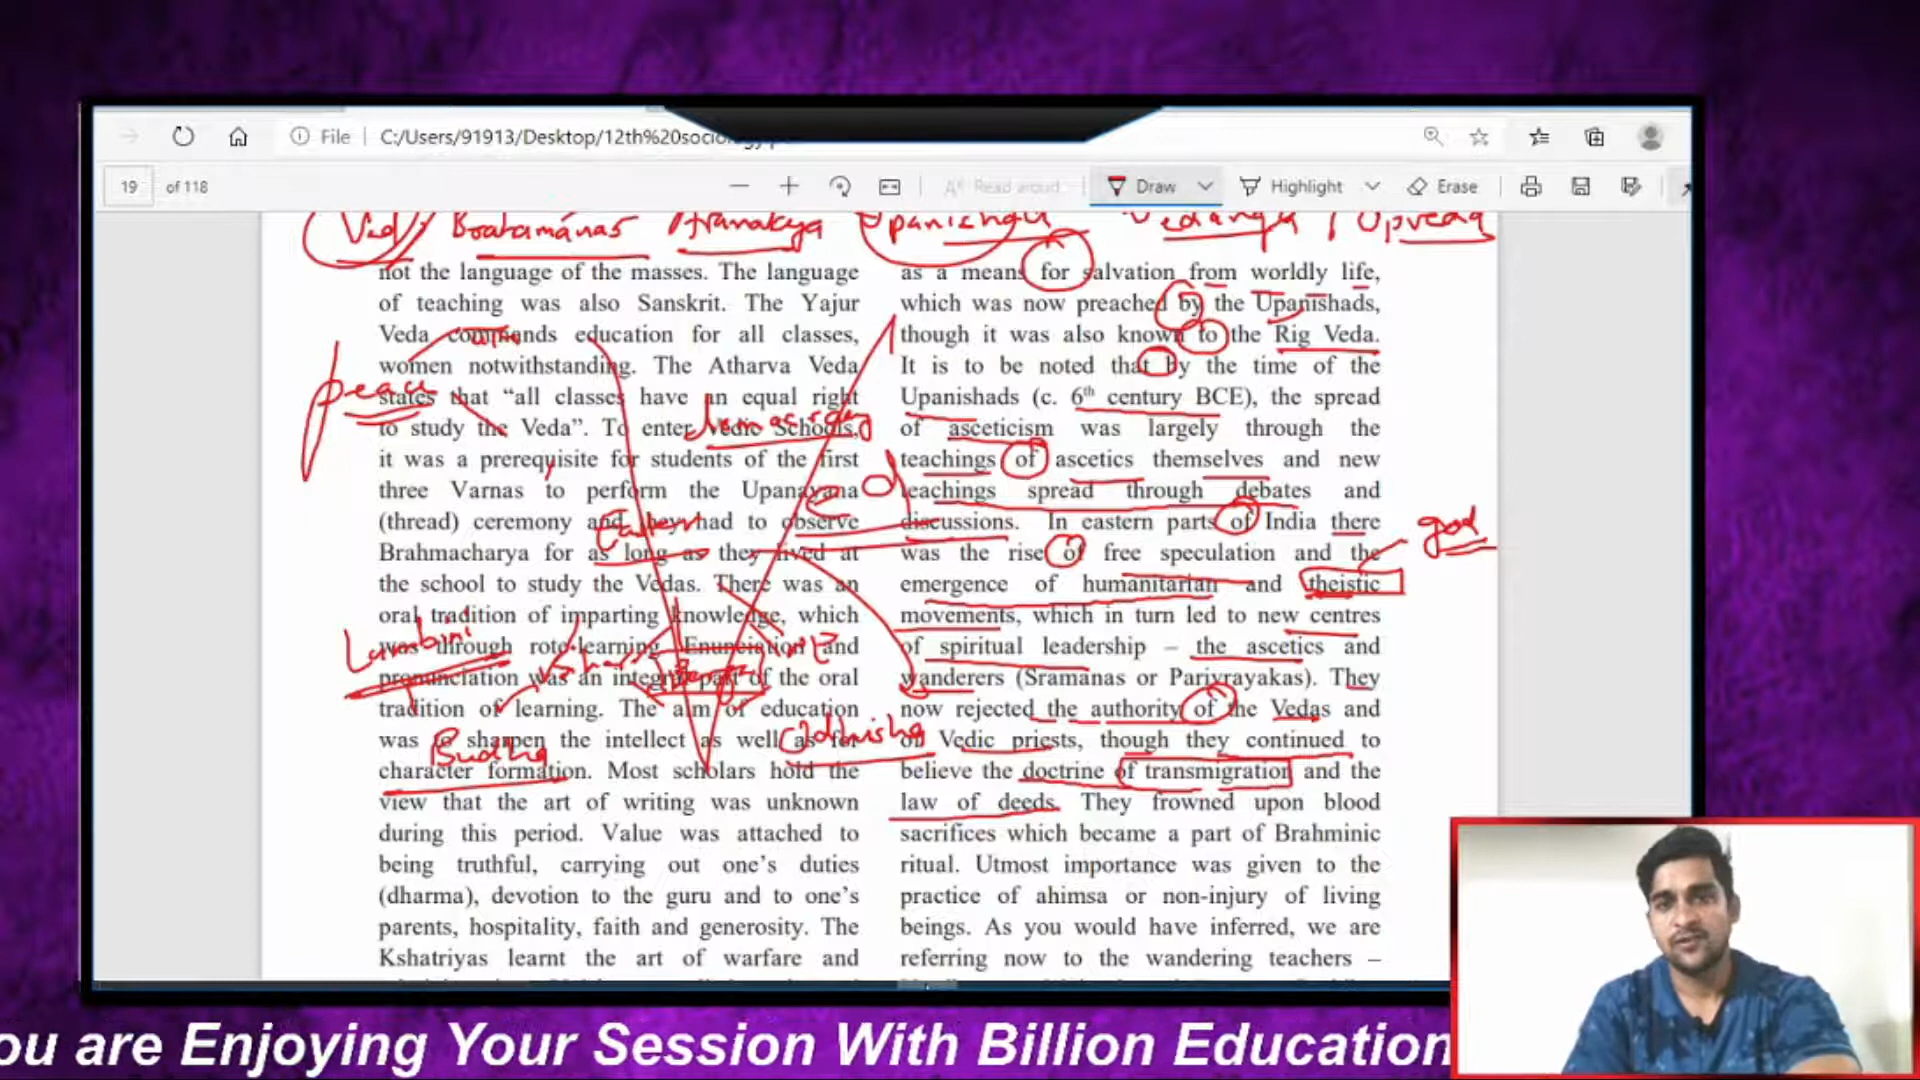 File | C:/Users/91913/Desktop/12th%20sociology.p
19 of 118
Read aloud
Draw
Highlight
Erase
Ved Upanishad Vedanga / Upved
not the language of the masses. The language
of teaching was also Sanskrit. The Yajur
Veda commands education for all classes,
women notwithstanding. The Atharva Veda
states that “all classes have an equal right
to study the Veda”. To enter Vedic Schools,
it was a prerequisite for students of the first
three Varnas to perform the Upanayana
(thread) ceremony and they had to observe
Brahmacharya for as long as they lived at
the school to study the Vedas. There was an
oral tradition of imparting knowledge, which
was through rote-learning. Enunciation and
pronunciation was an integral part of the oral
tradition of learning. The aim of education
was to sharpen the intellect as well as for
character formation. Most scholars hold the
view that the art of writing was unknown
during this period. Value was attached to
being truthful, carrying out one’s duties
(dharma), devotion to the guru and to one’s
parents, hospitality, faith and generosity. The
Kshatriyas learnt the art of warfare and
peace
Lumbini
Budha
as a means for salvation from worldly life,
which was now preached by the Upanishads,
though it was also known to the Rig Veda.
It is to be noted that by the time of the
Upanishads (c. 6th century BCE), the spread
of asceticism was largely through the
teachings of ascetics themselves and new
teachings spread through debates and
discussions. In eastern parts of India there
was the rise of free speculation and the
emergence of humanitarian and theistic
movements, which in turn led to new centres
of spiritual leadership – the ascetics and
wanderers (Sramanas or Parivrayakas). They
now rejected the authority of the Vedas and
of Vedic priests, though they continued to
believe the doctrine of transmigration and the
law of deeds. They frowned upon blood
sacrifices which became a part of Brahminic
ritual. Utmost importance was given to the
practice of ahimsa or non-injury of living
beings. As you would have inferred, we are
referring now to the wandering teachers –
god
ou are Enjoying Your Session With Billion Education